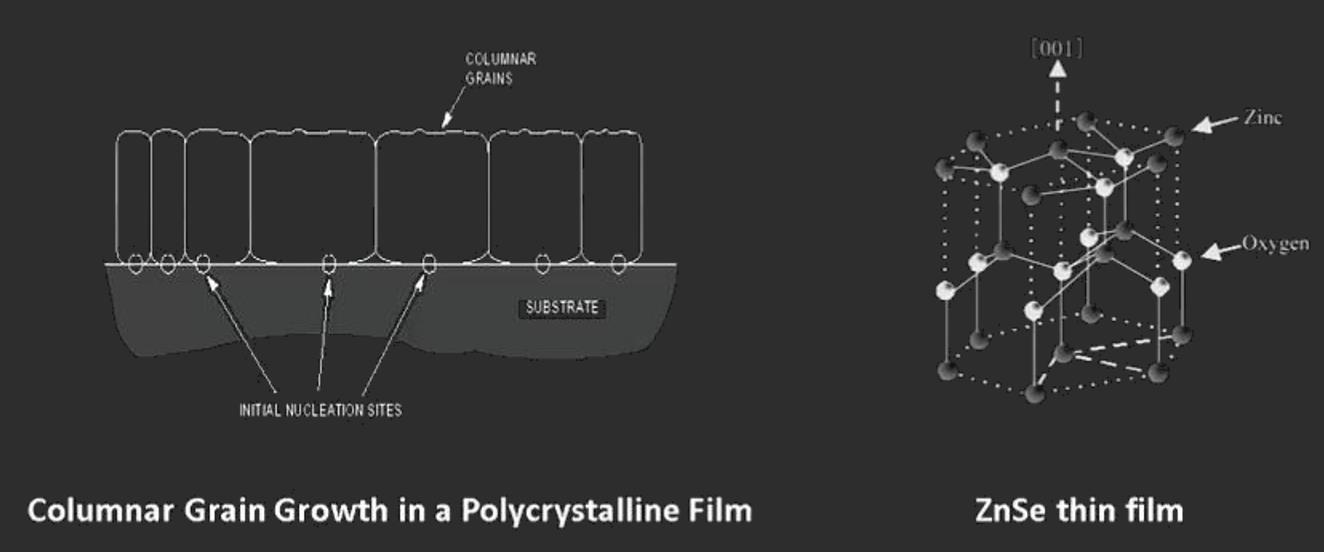 COLUMNAR
GRAINS
SUBSTRATE
INITIAL NUCLEATION SITES
Columnar Grain Growth in a Polycrystalline Film
[001]
Zinc
Oxygen
ZnSe thin film